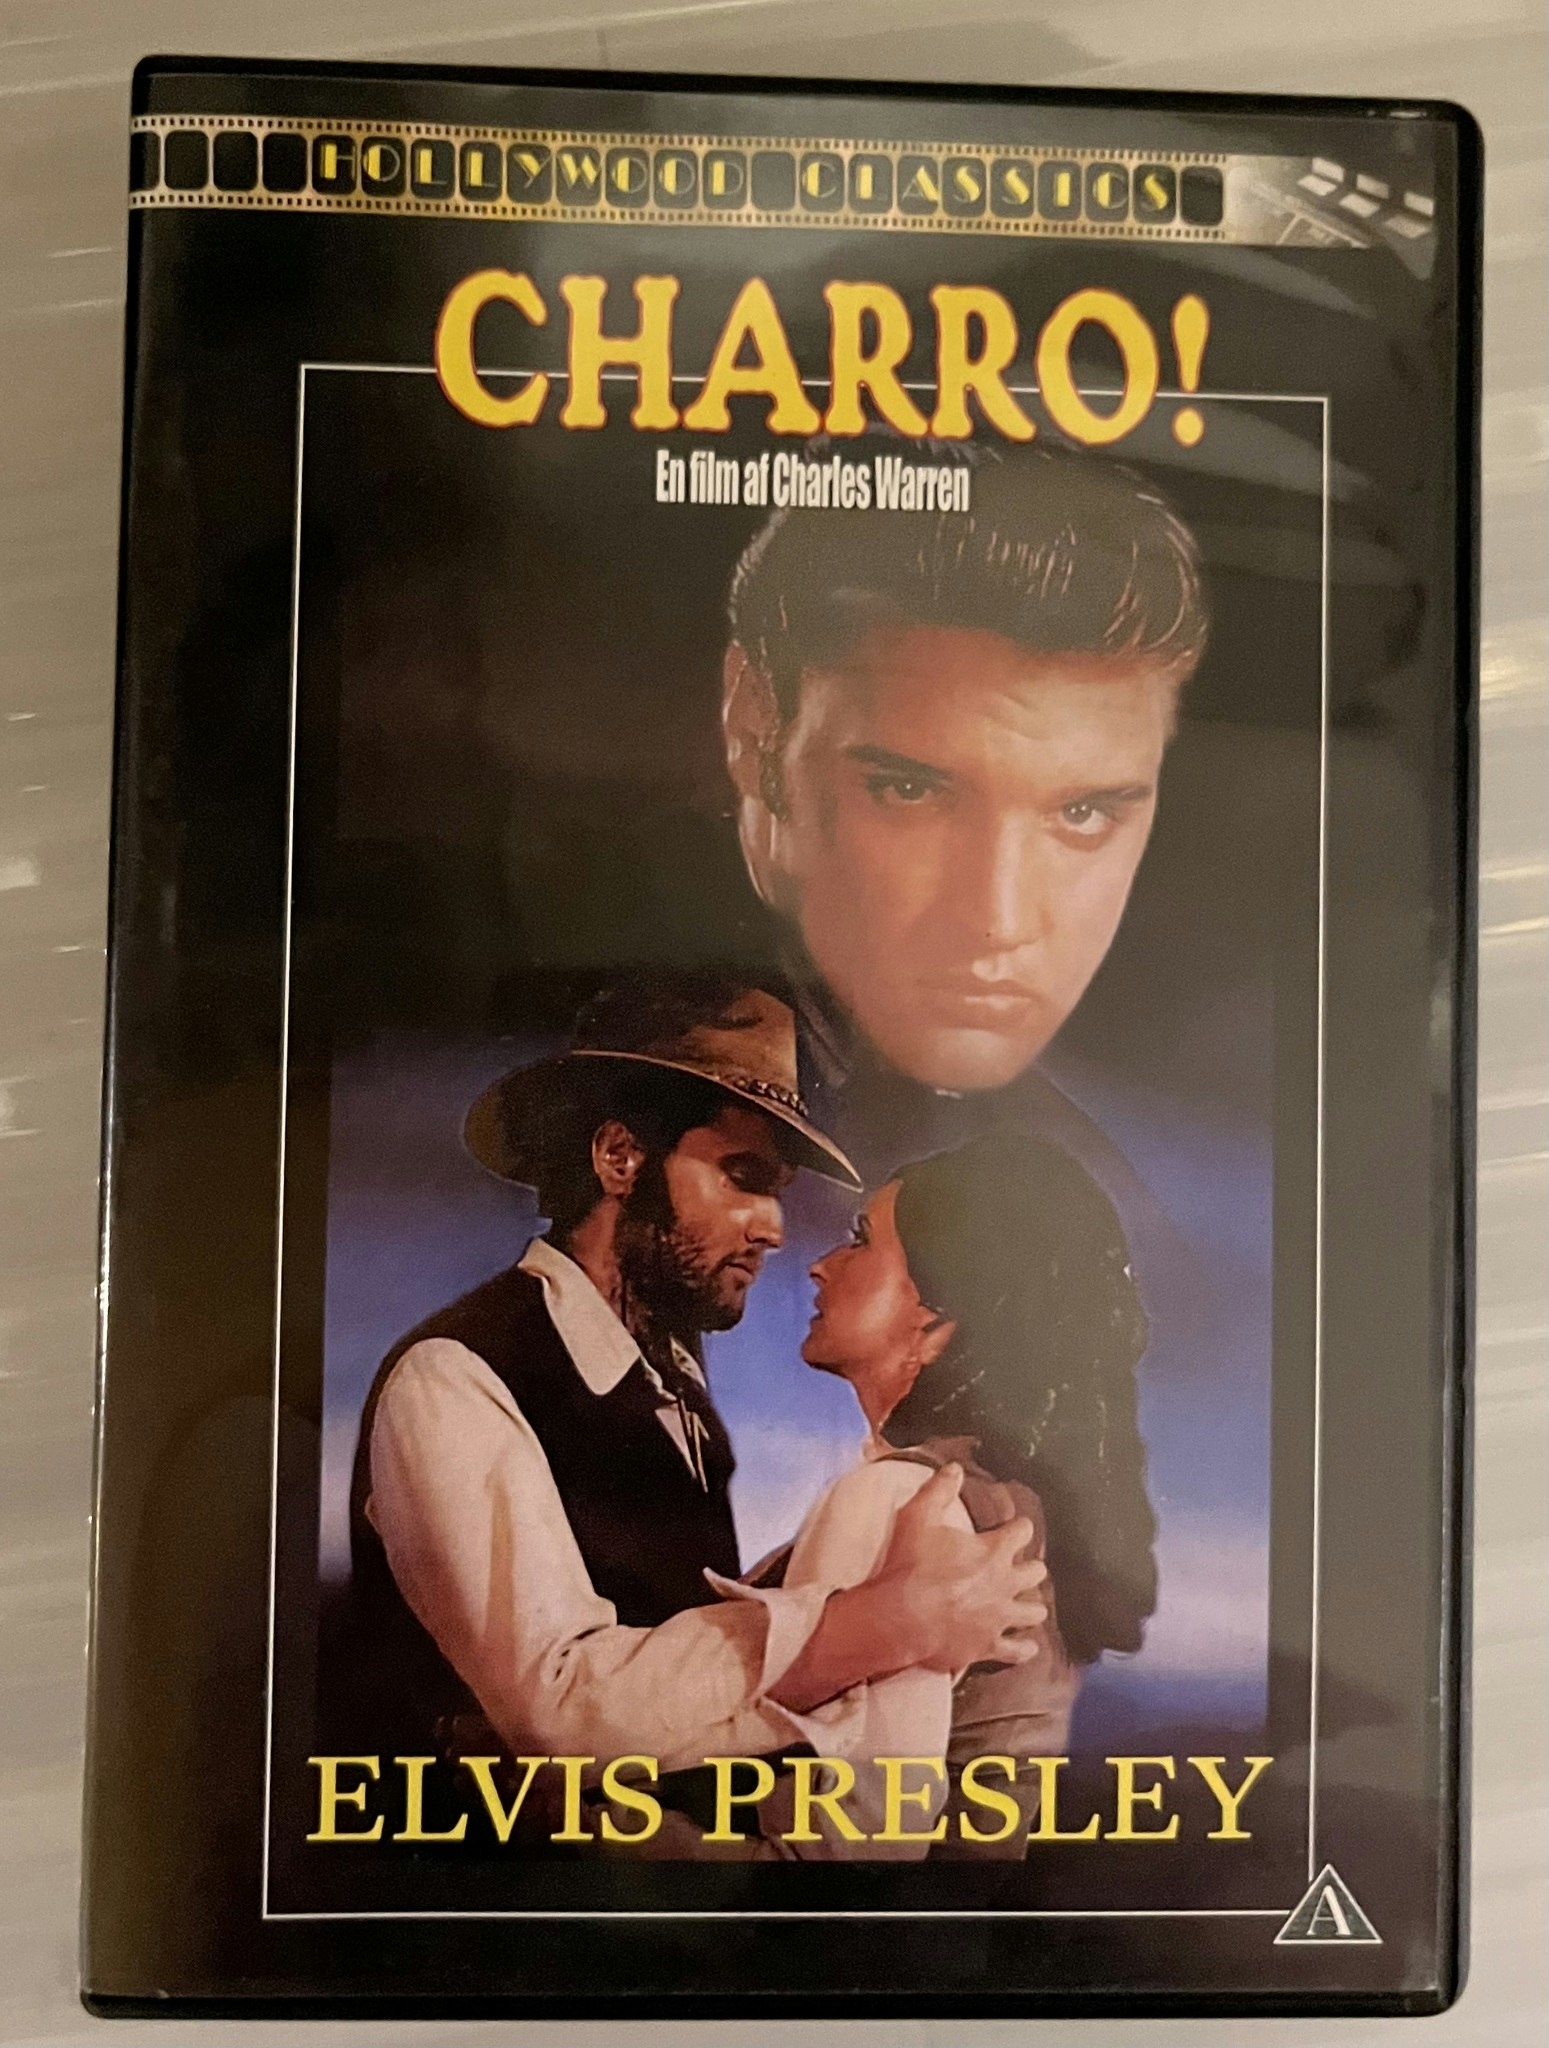 HOLLYWOOD CLASSICS
CHARRO!
En film af Charles Warren
ELVIS PRESLEY
A